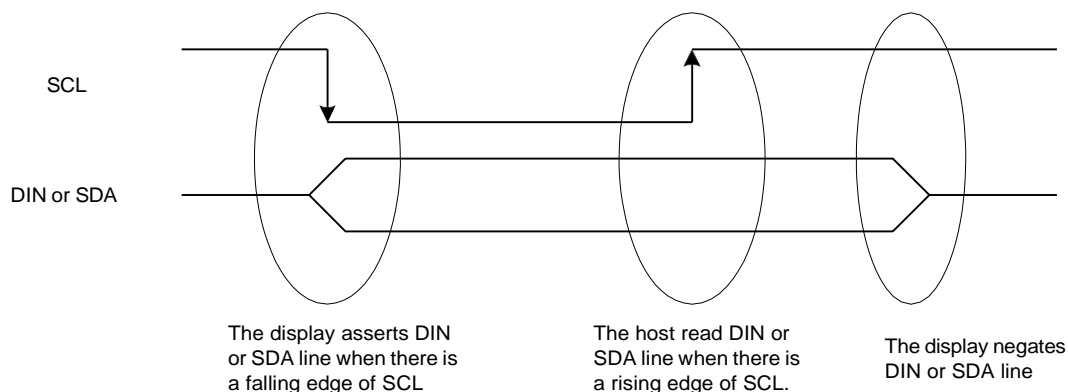 SCL
DIN or SDA
The display asserts DIN
or SDA line when there is
a falling edge of SCL
The host read DIN or
SDA line when there is
a rising edge of SCL.
The display negates
DIN or SDA line